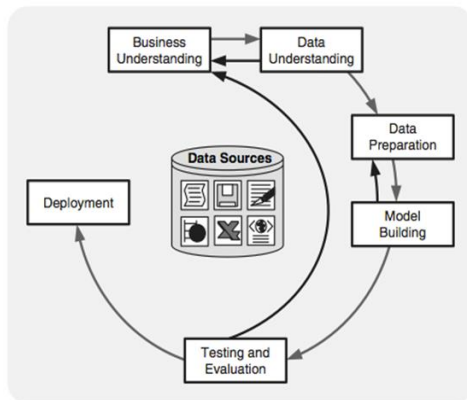 Business
Understanding
Data
Understanding
Data
Preparation
Data Sources
Deployment
Model
Building
Testing and
Evaluation